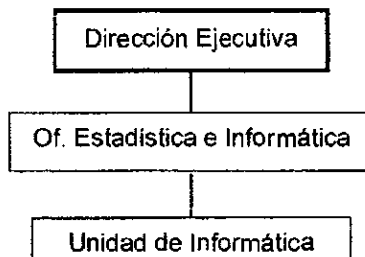 Dirección Ejecutiva
Of. Estadística e Informática
Unidad de Informática